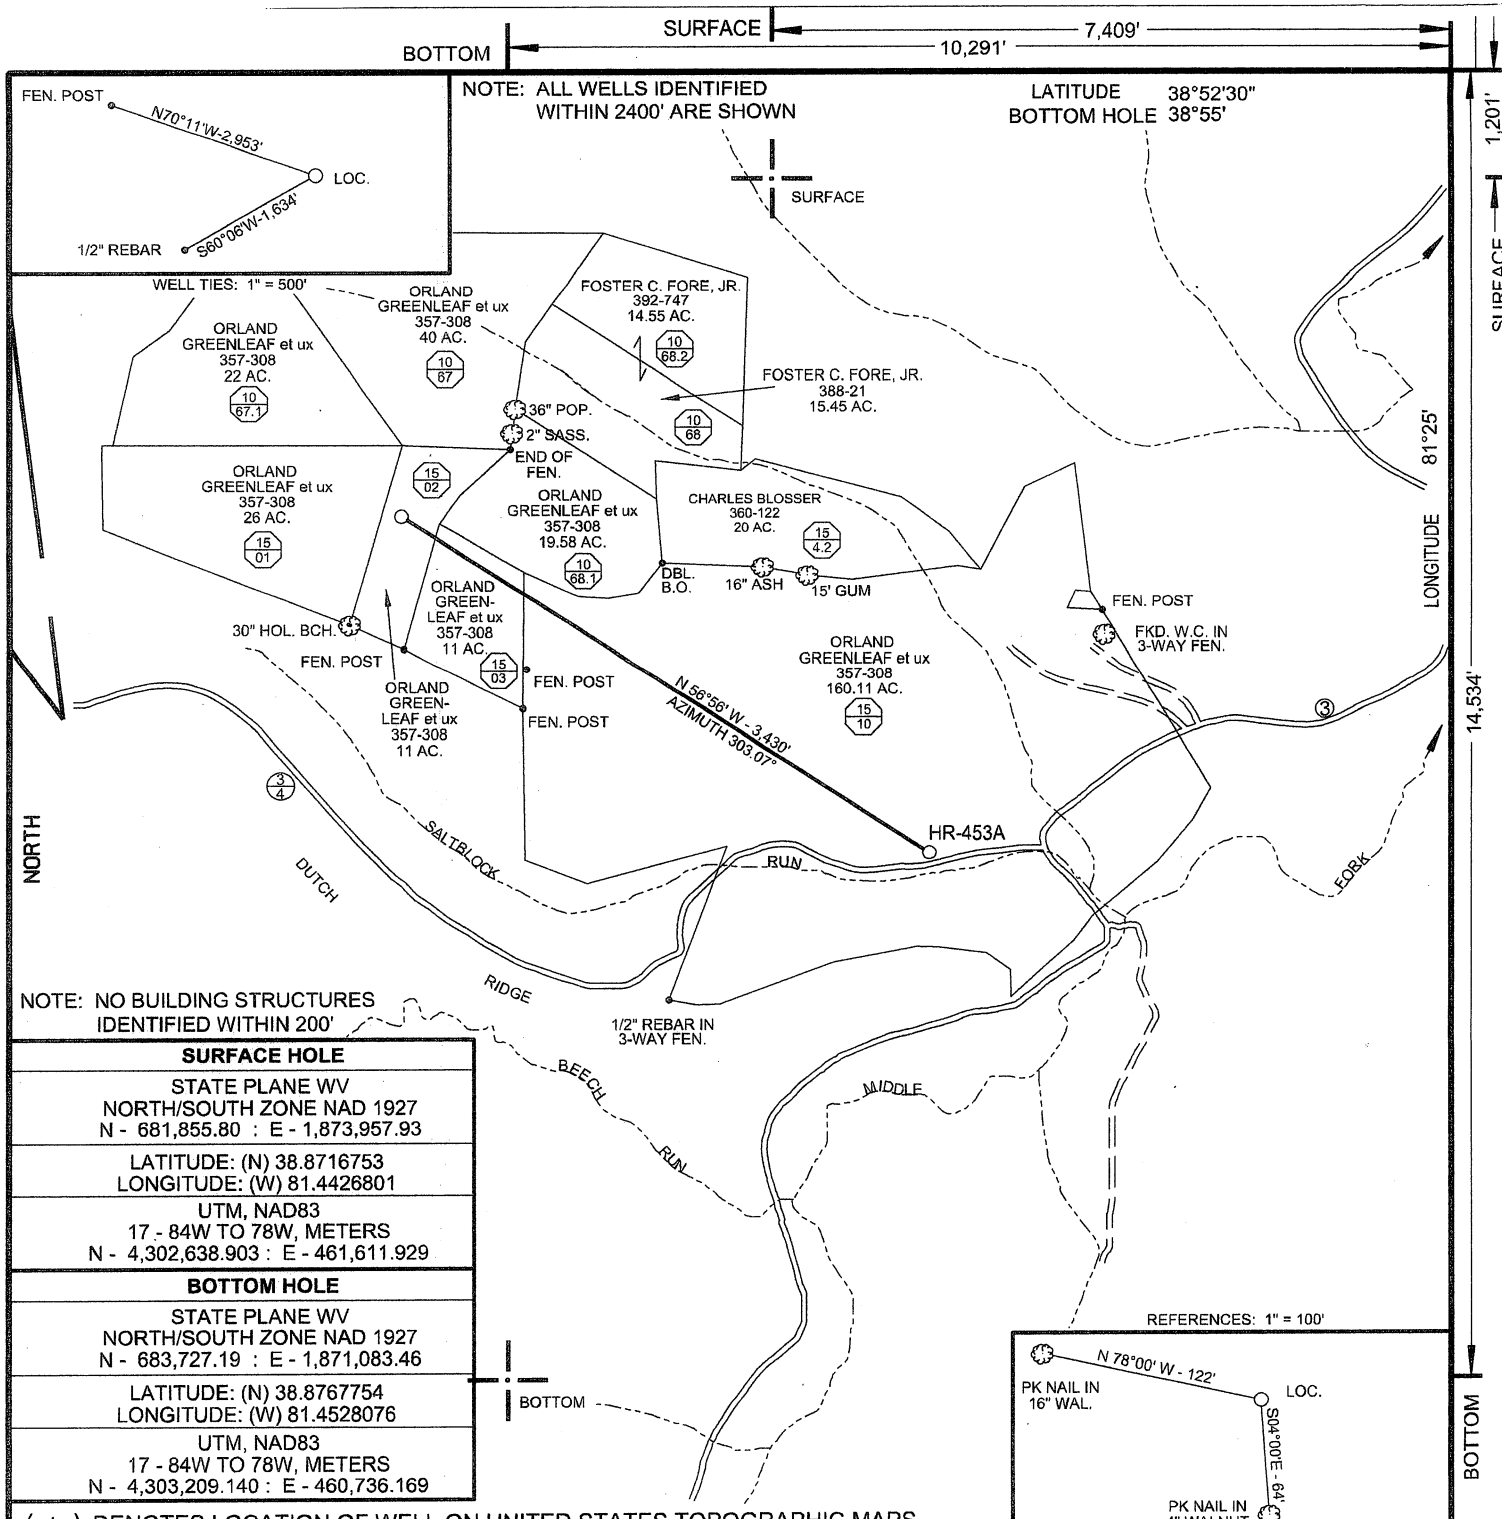 SURFACE
7,409'
BOTTOM
10,291'
FEN. POST
N70°11'W-2,953'
LOC.
S60°06'W-1,634'
1/2" REBAR
WELL TIES: 1" = 500'
NOTE: ALL WELLS IDENTIFIED
WITHIN 2400' ARE SHOWN
LATITUDE 38°52'30"
BOTTOM HOLE 38°55'
1,201'
SURFACE
SURFACE
ORLAND
GREENLEAF et ux
357-308
22 AC.
10
67.1
ORLAND
GREENLEAF et ux
357-308
40 AC.
10
67
FOSTER C. FORE, JR.
392-747
14.55 AC.
10
68.2
FOSTER C. FORE, JR.
388-21
15.45 AC.
10
68
36" POP.
2" SASS.
END OF
FEN.
81°25'
LONGITUDE
ORLAND
GREENLEAF et ux
357-308
26 AC.
15
01
15
02
ORLAND
GREENLEAF et ux
357-308
19.58 AC.
10
68.1
CHARLES BLOSSER
360-122
20 AC.
15
4.2
DBL.
B.O.
16" ASH
15' GUM
FEN. POST
FKD. W.C. IN
3-WAY FEN.
30" HOL. BCH.
FEN. POST
ORLAND
GREEN-
LEAF et ux
357-308
11 AC.
15
03
FEN. POST
FEN. POST
ORLAND
GREEN-
LEAF et ux
357-308
11 AC.
ORLAND
GREENLEAF et ux
357-308
160.11 AC.
15
10
N 56°56' W - 3,430'
AZIMUTH 303.07°
3
14,534'
3
4
NORTH
HR-453A
SALTBLOCK
RUN
DUTCH
RIDGE
FORK
NOTE: NO BUILDING STRUCTURES
IDENTIFIED WITHIN 200'
1/2" REBAR IN
3-WAY FEN.
BEECH
RUN
MIDDLE
SURFACE HOLE
STATE PLANE WV
NORTH/SOUTH ZONE NAD 1927
N - 681,855.80 : E - 1,873,957.93
LATITUDE: (N) 38.8716753
LONGITUDE: (W) 81.4426801
UTM, NAD83
17 - 84W TO 78W, METERS
N - 4,302,638.903 : E - 461,611.929
BOTTOM HOLE
STATE PLANE WV
NORTH/SOUTH ZONE NAD 1927
N - 683,727.19 : E - 1,871,083.46
LATITUDE: (N) 38.8767754
LONGITUDE: (W) 81.4528076
UTM, NAD83
17 - 84W TO 78W, METERS
N - 4,303,209.140 : E - 460,736.169
BOTTOM
REFERENCES: 1" = 100'
N 78°00' W - 122'
PK NAIL IN
16" WAL.
LOC.
S04°00'E - 64'
PK NAIL IN
BOTTOM
DENOTES LOCATION OF WELL ON UNITED STATES TOPOGRAPHIC MAPS